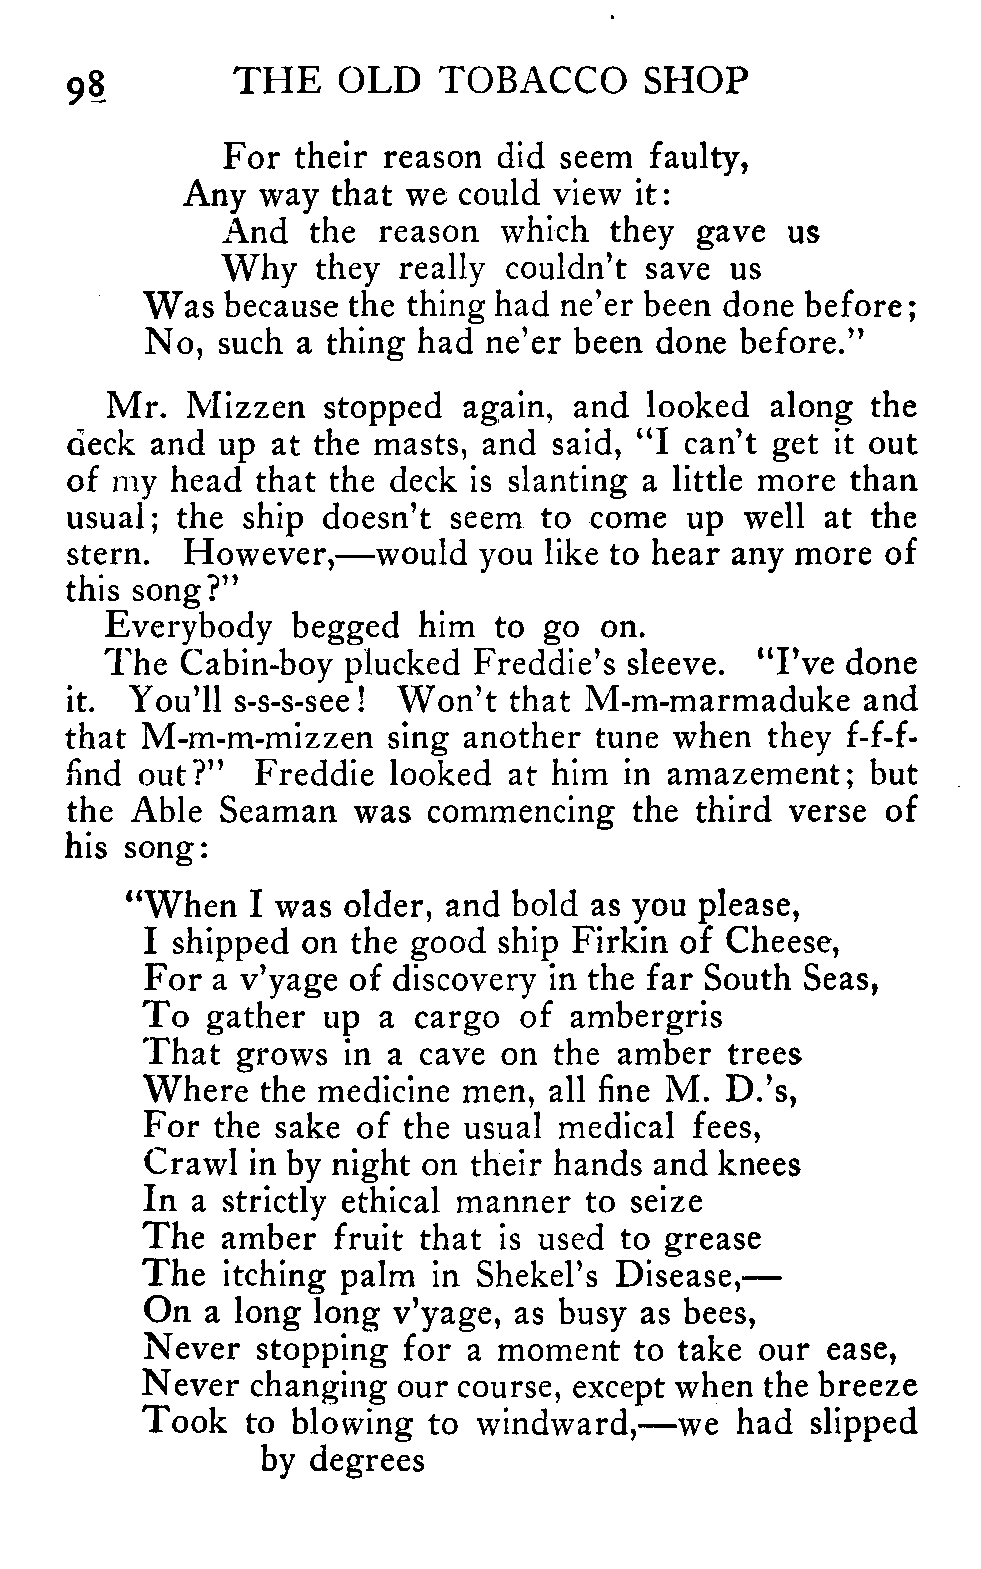 98 THE OLD TOBACCO SHOP
For their reason did seem faulty,
Any way that we could view it:
And the reason which they gave us
Why they really couldn't save us
Was because the thing had ne'er been done before;
No, such a thing had ne'er been done before."
Mr. Mizzen stopped again, and looked along the
deck and up at the masts, and said, "I can't get it out
of my head that the deck is slanting a little more than
usual; the ship doesn't seem to come up well at the
stern. However,—would you like to hear any more of
this song?"
Everybody begged him to go on.
The Cabin-boy plucked Freddie's sleeve. "I've done
it. You'll s-s-s-see! Won't that M-m-marmaduke and
that M-m-m-mizzen sing another tune when they f-f-f-
find out?" Freddie looked at him in amazement; but
the Able Seaman was commencing the third verse of
his song:
"When I was older, and bold as you please,
I shipped on the good ship Firkin of Cheese,
For a v'yage of discovery in the far South Seas,
To gather up a cargo of ambergris
That grows in a cave on the amber trees
Where the medicine men, all fine M. D.'s,
For the sake of the usual medical fees,
Crawl in by night on their hands and knees
In a strictly ethical manner to seize
The amber fruit that is used to grease
The itching palm in Shekel's Disease,—
On a long long v'yage, as busy as bees,
Never stopping for a moment to take our ease,
Never changing our course, except when the breeze
Took to blowing to windward,—we had slipped
by degrees